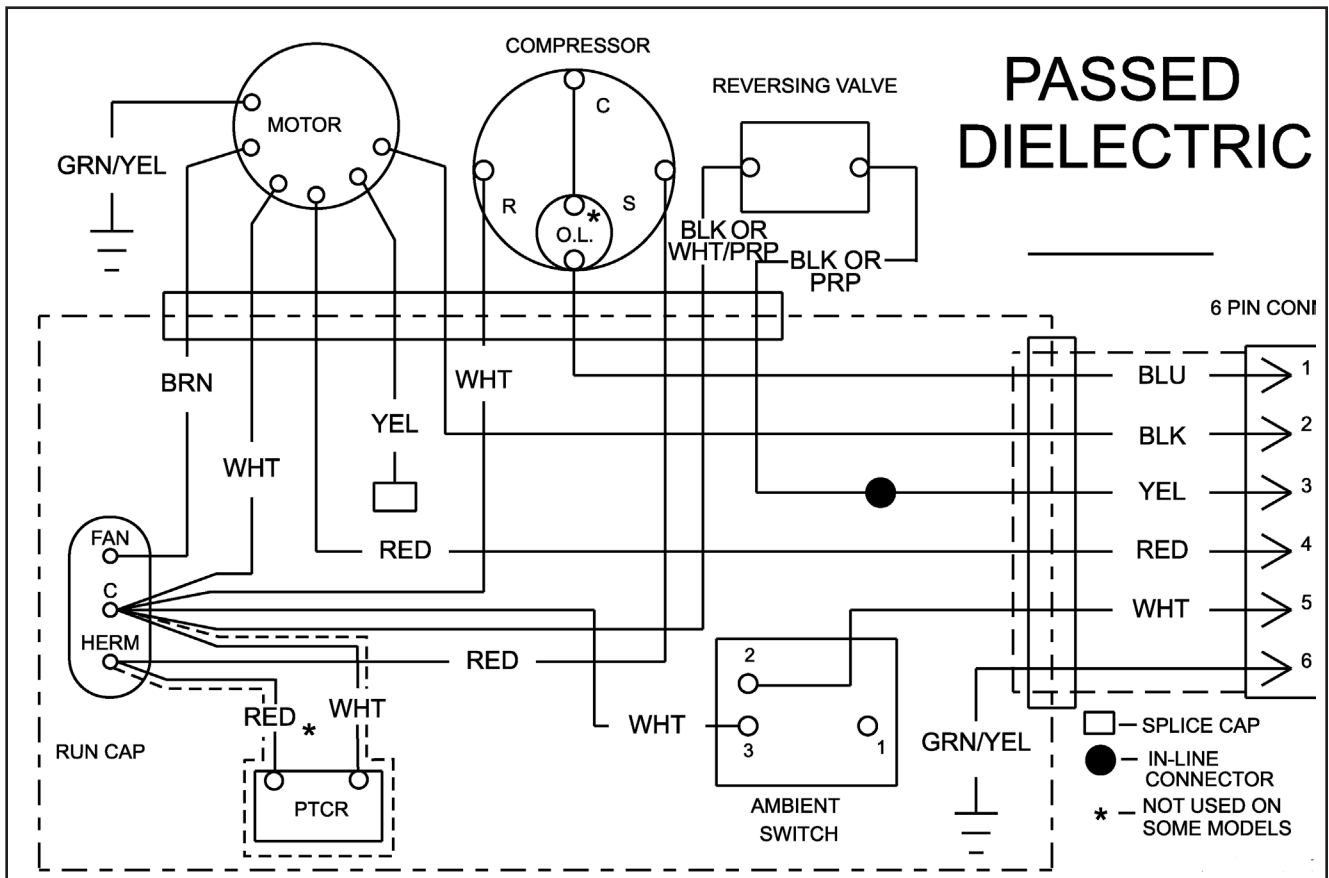 COMPRESSOR
REVERSING VALVE
PASSED
DIELECTRIC
MOTOR
C
R
S
O.L.
*
GRN/YEL
BLK OR
WHT/PRP
BLK OR
PRP
6 PIN CONN
BRN
WHT
YEL
WHT
BLU
1
BLK
2
YEL
3
RED
RED
4
WHT
5
6
FAN
C
HERM
RED
RED
*
WHT
RUN CAP
PTCR
2
WHT
3
1
AMBIENT
SWITCH
GRN/YEL
SPLICE CAP
IN-LINE
CONNECTOR
* NOT USED ON
SOME MODELS